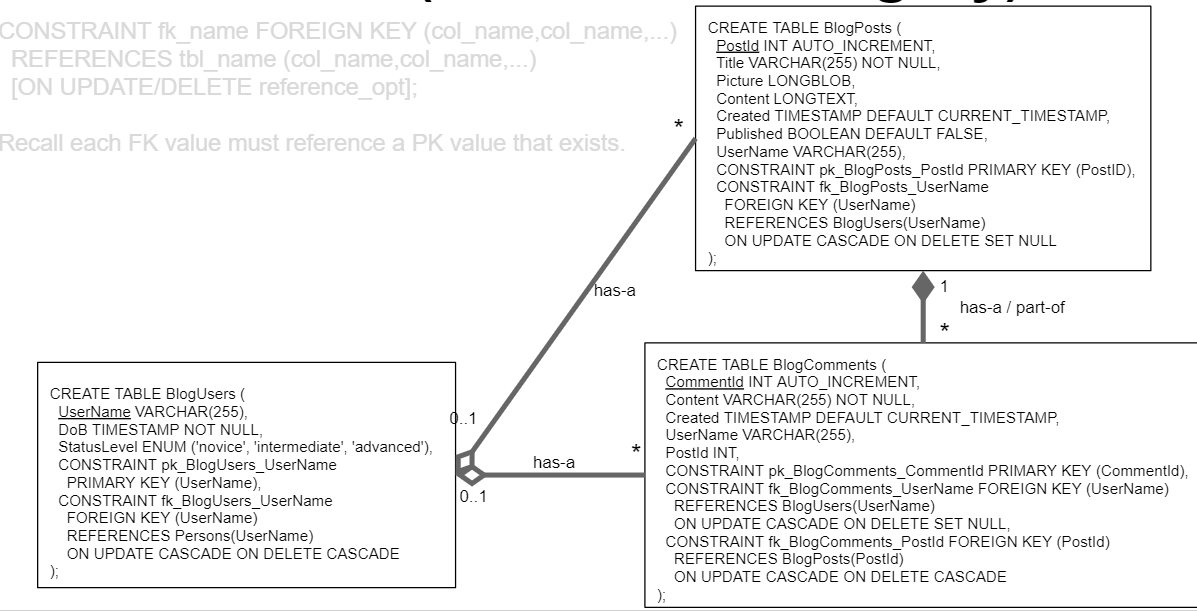 CONSTRAINT fk_name FOREIGN KEY (col_name,col_name,...)
REFERENCES tbl_name (col_name,col_name,...)
[ON UPDATE/DELETE reference_opt];
Recall each FK value must reference a PK value that exists.
CREATE TABLE BlogPosts (
PostId INT AUTO_INCREMENT,
Title VARCHAR(255) NOT NULL,
Picture LONGBLOB,
Content LONGTEXT,
Created TIMESTAMP DEFAULT CURRENT_TIMESTAMP,
Published BOOLEAN DEFAULT FALSE,
UserName VARCHAR(255),
CONSTRAINT pk_BlogPosts_PostId PRIMARY KEY (PostID),
CONSTRAINT fk_BlogPosts_UserName
FOREIGN KEY (UserName)
REFERENCES BlogUsers(UserName)
ON UPDATE CASCADE ON DELETE SET NULL
);
*
has-a
1
has-a / part-of
*
CREATE TABLE BlogUsers (
UserName VARCHAR(255),
DoB TIMESTAMP NOT NULL,
StatusLevel ENUM ('novice', 'intermediate', 'advanced'),
CONSTRAINT pk_BlogUsers_UserName
PRIMARY KEY (UserName),
CONSTRAINT fk_BlogUsers_UserName
FOREIGN KEY (UserName)
REFERENCES Persons(UserName)
ON UPDATE CASCADE ON DELETE CASCADE
);
0..1
has-a
*
0..1
CREATE TABLE BlogComments (
CommentId INT AUTO_INCREMENT,
Content VARCHAR(255) NOT NULL,
Created TIMESTAMP DEFAULT CURRENT_TIMESTAMP,
UserName VARCHAR(255),
PostId INT,
CONSTRAINT pk_BlogComments_CommentId PRIMARY KEY (CommentId),
CONSTRAINT fk_BlogComments_UserName FOREIGN KEY (UserName)
REFERENCES BlogUsers(UserName)
ON UPDATE CASCADE ON DELETE SET NULL,
CONSTRAINT fk_BlogComments_PostId FOREIGN KEY (PostId)
REFERENCES BlogPosts(PostId)
ON UPDATE CASCADE ON DELETE CASCADE
);